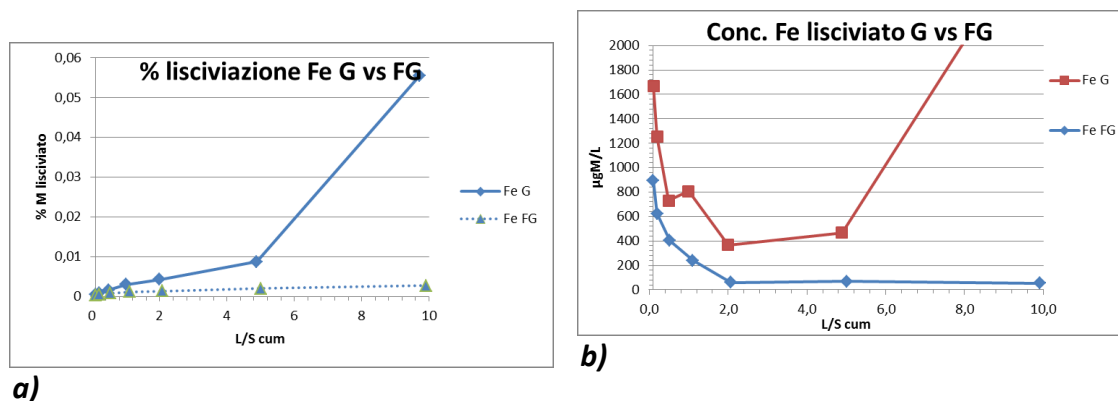 % lisciviazione Fe G vs FG
% M lisciviato
0,06
0,05
0,04
0,03
0,02
0,01
0
0 2 4 6 8 10
L/S cum
Fe G
Fe FG
a)
Conc. Fe lisciviato G vs FG
µgM/L
2000
1800
1600
1400
1200
1000
800
600
400
200
0
0,0 2,0 4,0 6,0 8,0 10,0
L/S cum
Fe G
Fe FG
b)